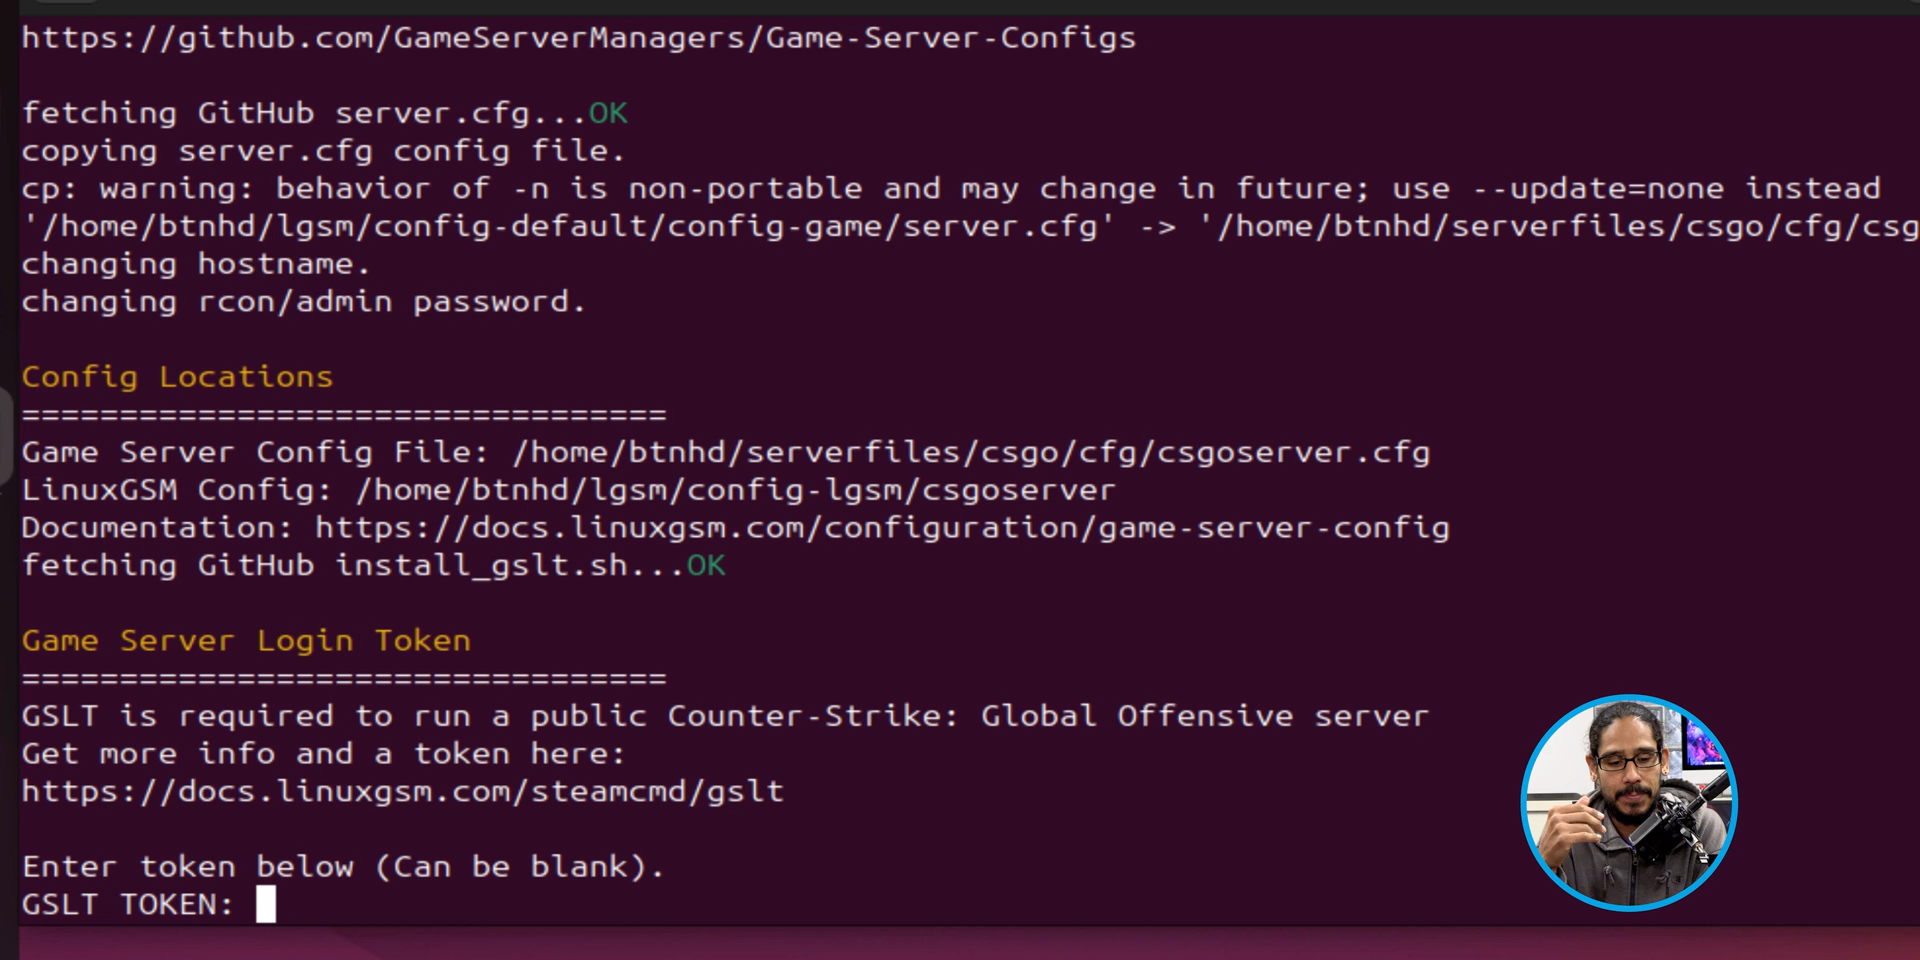 https://github.com/GameServerManagers/Game-Server-Configs
fetching GitHub server.cfg...OK
copying server.cfg config file.
cp: warning: behavior of -n is non-portable and may change in future; use --update=none instead
'/home/btnhd/lgsm/config-default/config-game/server.cfg' -> '/home/btnhd/serverfiles/csgo/cfg/csg
changing hostname.
changing rcon/admin password.
Config Locations
=================================
Game Server Config File: /home/btnhd/serverfiles/csgo/cfg/csgoserver.cfg
LinuxGSM Config: /home/btnhd/lgsm/config-lgsm/csgoserver
Documentation: https://docs.linuxgsm.com/configuration/game-server-config
fetching GitHub install_gslt.sh...OK
Game Server Login Token
=================================
GSLT is required to run a public Counter-Strike: Global Offensive server
Get more info and a token here:
https://docs.linuxgsm.com/steamcmd/gslt
Enter token below (Can be blank).
GSLT TOKEN: